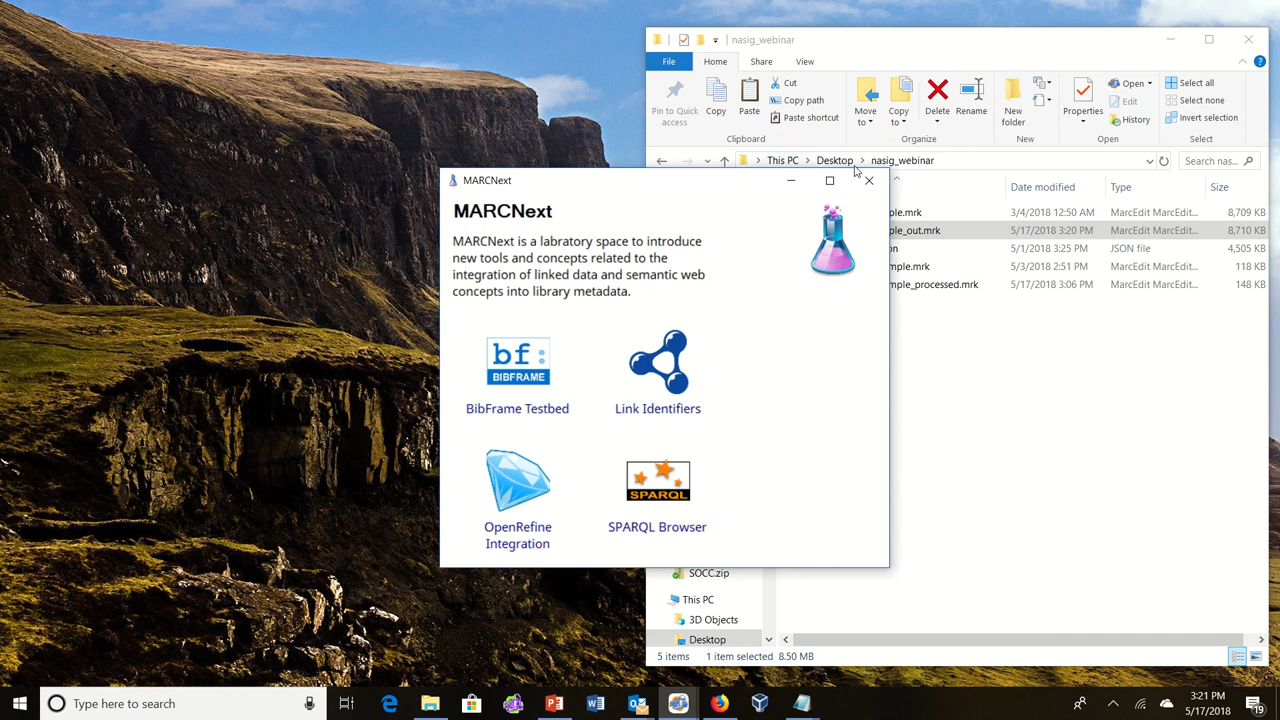 nasig_webinar
File
Home
Share
View
Pin to Quick
access
Copy
Paste
Cut
Copy path
Paste shortcut
Clipboard
Move
to
Copy
to
Delete
Rename
Organize
New
folder
New
Properties
Open
Edit
History
Open
Select all
Select none
Invert selection
Select
This PC
Desktop
nasig_webinar
Search nas...
Date modified
Type
Size
ple.mrk
3/4/2018 12:50 AM
MarcEdit MarcEdit...
8,709 KB
ple_out.mrk
5/17/2018 3:20 PM
MarcEdit MarcEdit...
8,710 KB
on
5/1/2018 3:25 PM
JSON file
4,505 KB
mple.mrk
5/3/2018 2:51 PM
MarcEdit MarcEdit...
118 KB
mple_processed.mrk
5/17/2018 3:06 PM
MarcEdit MarcEdit...
148 KB
MARCNext
MARCNext
MARCNext is a labratory space to introduce
new tools and concepts related to the
integration of linked data and semantic web
concepts into library metadata.
bf:
BIBFRAME
BibFrame Testbed
Link Identifiers
OpenRefine
Integration
SPARQL
SPARQL Browser
SOCC.zip
This PC
3D Objects
Desktop
5 items
1 item selected 8.50 MB
Type here to search
3:21 PM
5/17/2018
19